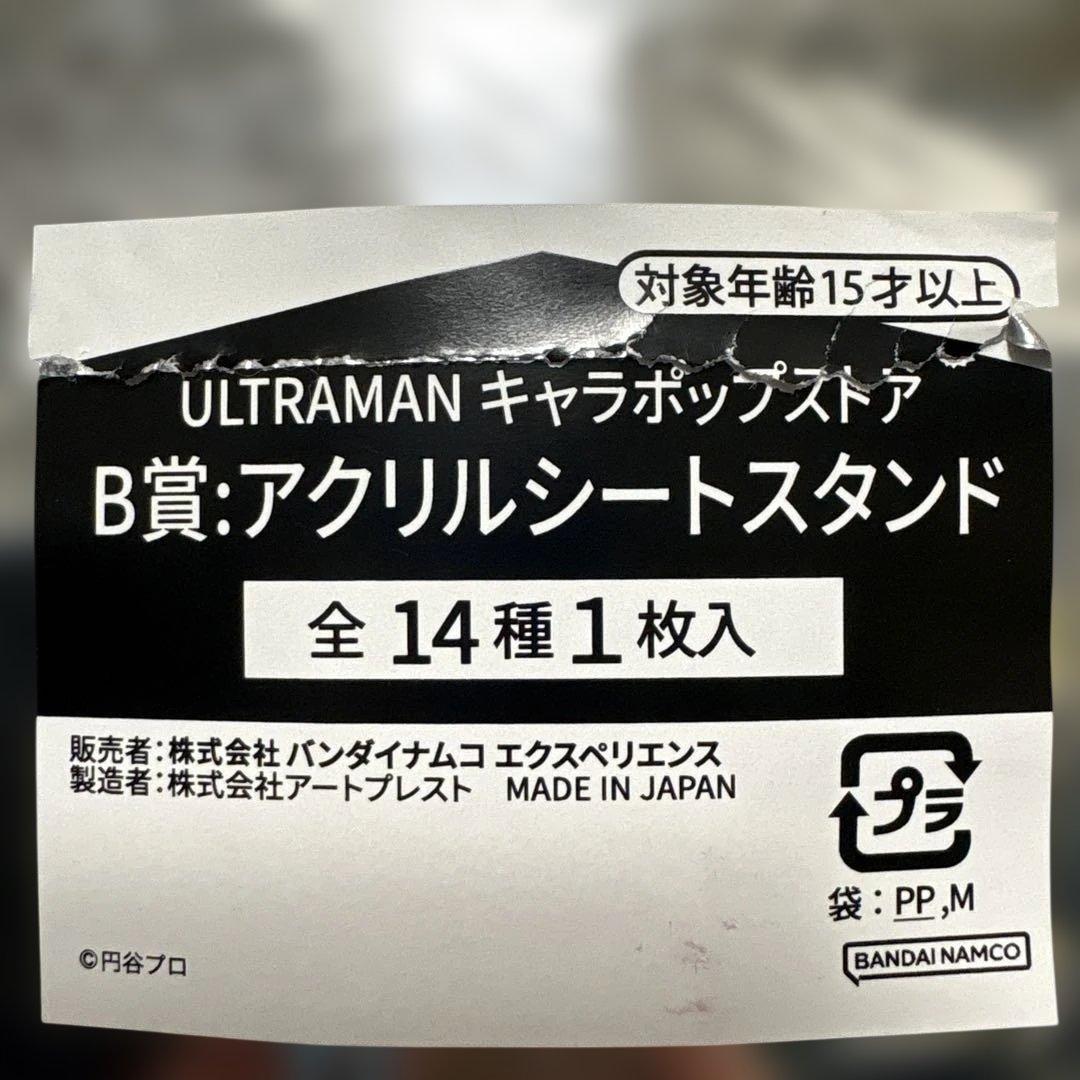 対象年齢15才以上
ULTRAMAN キャラポップストア
B賞:アクリルシートスタンド
全14種1枚入
販売者:株式会社 バンダイナムコ エクスペリエンス
製造者:株式会社アートプレスト MADE IN JAPAN
プラ
袋:PP,M
©円谷プロ
BANDAI NAMCO